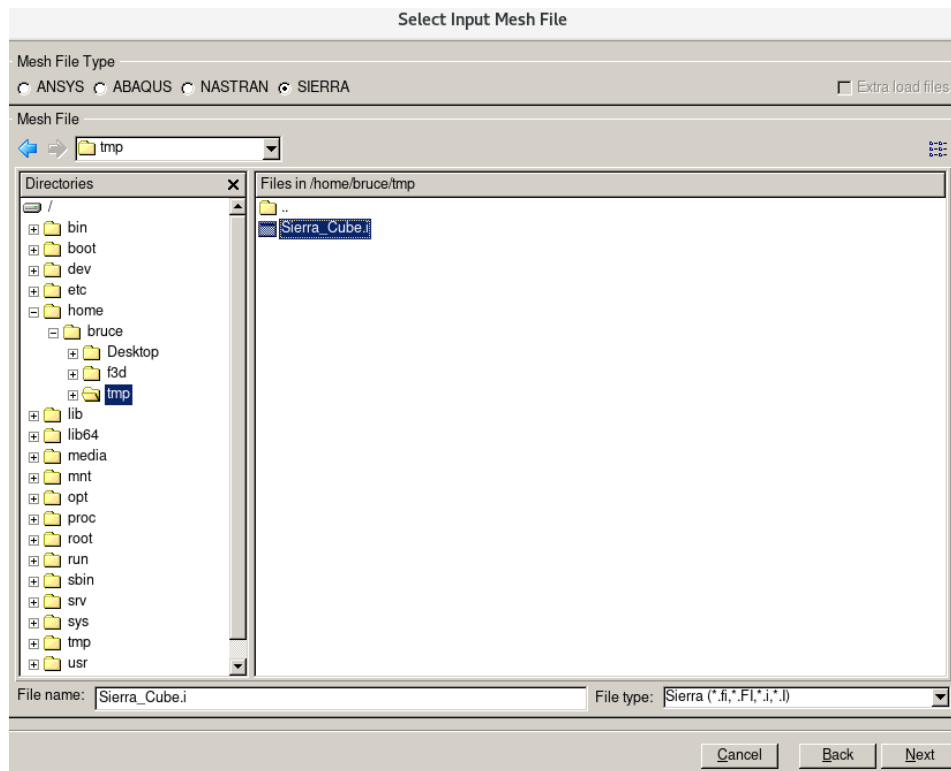 Select Input Mesh File
Mesh File Type
ANSYS ABAQUS NASTRAN SIERRA Extra load files
Mesh File
tmp
Directories
Files in /home/bruce/tmp
/
..
bin
Sierra_Cube.i
boot
dev
etc
home
bruce
Desktop
f3d
tmp
lib
lib64
media
mnt
opt
proc
root
run
sbin
srv
sys
tmp
usr
File name: Sierra_Cube.i File type: Sierra (*.fi,*.FI,*.i,*.I)
Cancel Back Next